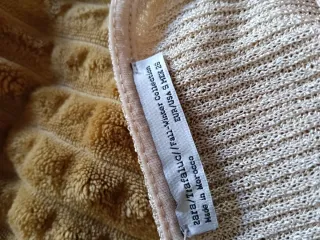 EUR/USA S MEX 26
Zara/Trafaluc//Fall-Winter Collection
Made in Morocco